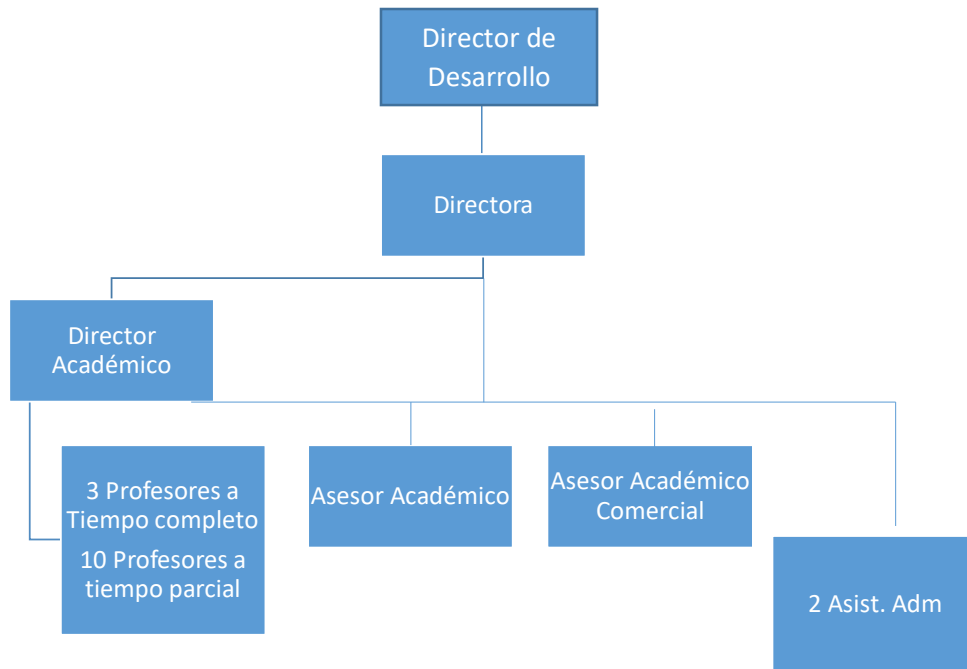 Director de
Desarrollo
Directora
Director
Académico
3 Profesores a
Tiempo completo
10 Profesores a
tiempo parcial
Asesor Académico
Asesor Académico
Comercial
2 Asist. Adm